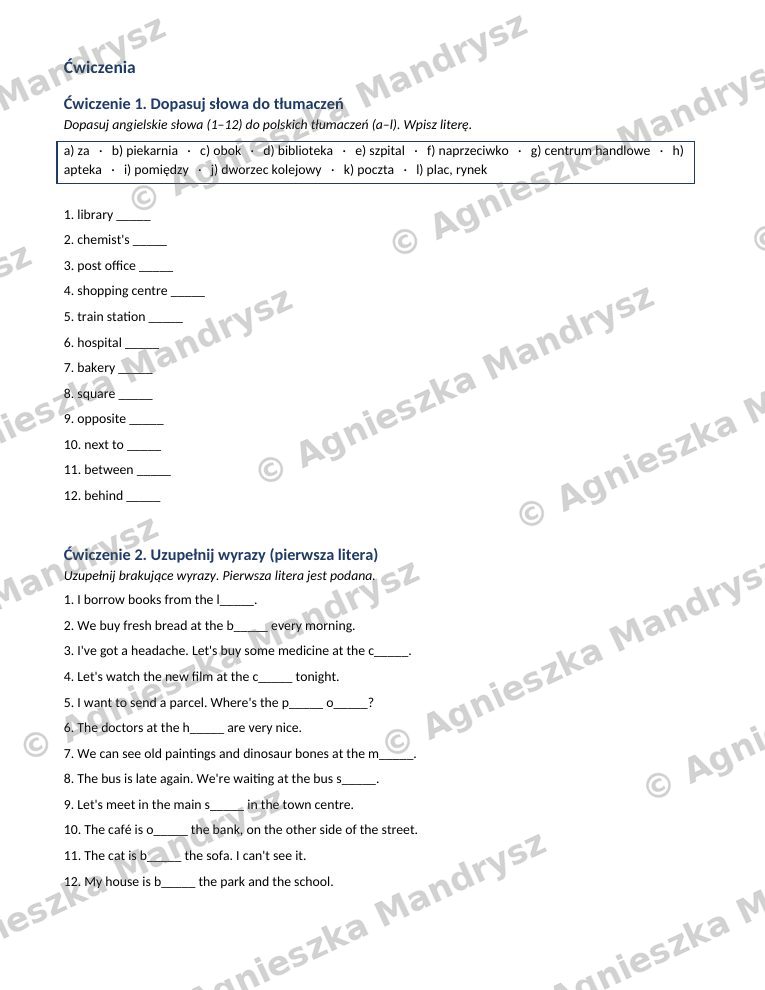 Ćwiczenia
Ćwiczenie 1. Dopasuj słowa do tłumaczeń
Dopasuj angielskie słowa (1–12) do polskich tłumaczeń (a–l). Wpisz literę.
a) za · b) piekarnia · c) obok · d) biblioteka · e) szpital · f) naprzeciwko · g) centrum handlowe · h)
apteka · i) pomiędzy · j) dworzec kolejowy · k) poczta · l) plac, rynek
1. library _____
2. chemist's _____
3. post office _____
4. shopping centre _____
5. train station _____
6. hospital _____
7. bakery _____
8. square _____
9. opposite _____
10. next to _____
11. between _____
12. behind _____
Ćwiczenie 2. Uzupełnij wyrazy (pierwsza litera)
Uzupełnij brakujące wyrazy. Pierwsza litera jest podana.
1. I borrow books from the l_____.
2. We buy fresh bread at the b_____ every morning.
3. I've got a headache. Let's buy some medicine at the c_____.
4. Let's watch the new film at the c_____ tonight.
5. I want to send a parcel. Where's the p_____ o_____?
6. The doctors at the h_____ are very nice.
7. We can see old paintings and dinosaur bones at the m_____.
8. The bus is late again. We're waiting at the bus s_____.
9. Let's meet in the main s_____ in the town centre.
10. The café is o_____ the bank, on the other side of the street.
11. The cat is b_____ the sofa. I can't see it.
12. My house is b_____ the park and the school.
© Agnieszka Mandrysz